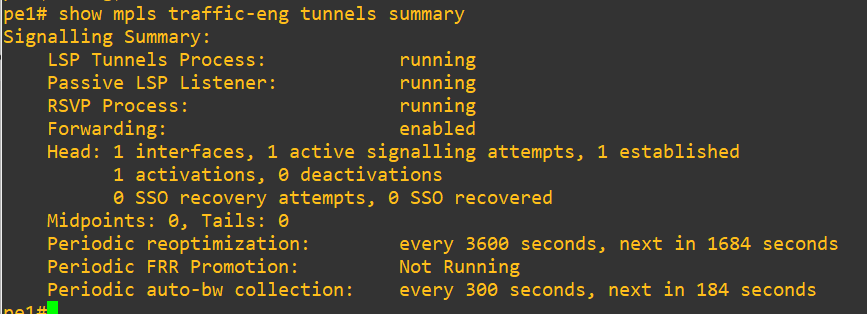 pe1# show mpls traffic-eng tunnels summary
Signalling Summary:
    LSP Tunnels Process:            running
    Passive LSP Listener:           running
    RSVP Process:                   running
    Forwarding:                     enabled
    Head: 1 interfaces, 1 active signalling attempts, 1 established
          1 activations, 0 deactivations
          0 SSO recovery attempts, 0 SSO recovered
    Midpoints: 0, Tails: 0
    Periodic reoptimization:        every 3600 seconds, next in 1684 seconds
    Periodic FRR Promotion:         Not Running
    Periodic auto-bw collection:    every 300 seconds, next in 184 seconds
pe1#